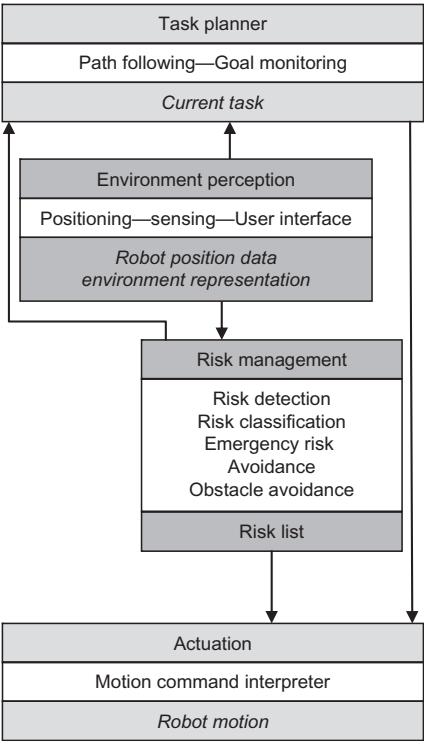 Task planner
Path following—Goal monitoring
Current task
Environment perception
Positioning—sensing—User interface
Robot position data
environment representation
Risk management
Risk detection
Risk classification
Emergency risk
Avoidance
Obstacle avoidance
Risk list
Actuation
Motion command interpreter
Robot motion